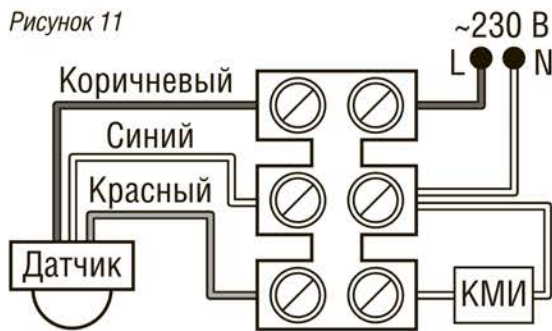 Рисунок 11
~230 В
L N
Коричневый
Синий
Красный
Датчик
КМИ